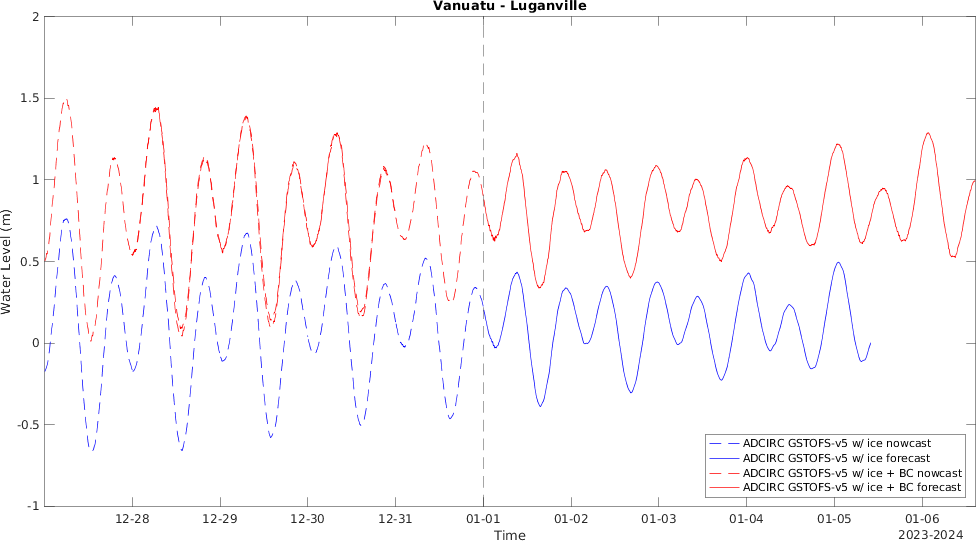 Vanuatu - Luganville
2
1.5
1
0.5
0
-0.5
-1
Water Level (m)
12-28 12-29 12-30 12-31 01-01 01-02 01-03 01-04 01-05 01-06
Time
2023-2024
ADCIRC GSTOFS-v5 w/ ice nowcast
ADCIRC GSTOFS-v5 w/ ice forecast
ADCIRC GSTOFS-v5 w/ ice + BC nowcast
ADCIRC GSTOFS-v5 w/ ice + BC forecast